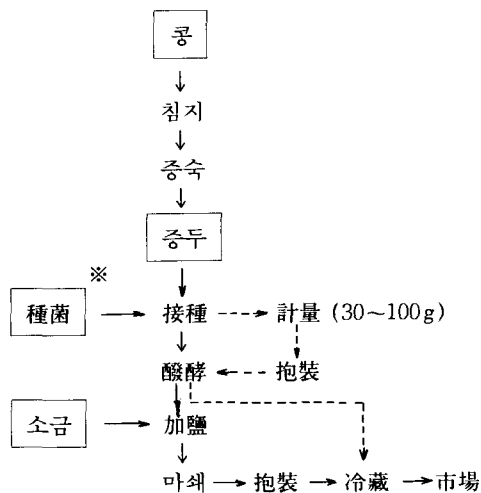 콩
침지
증숙
증두
※
種菌 接種 計量 (30~100g)
醱酵 抱裝
소금 加鹽
마쇄 抱裝 冷藏 市場